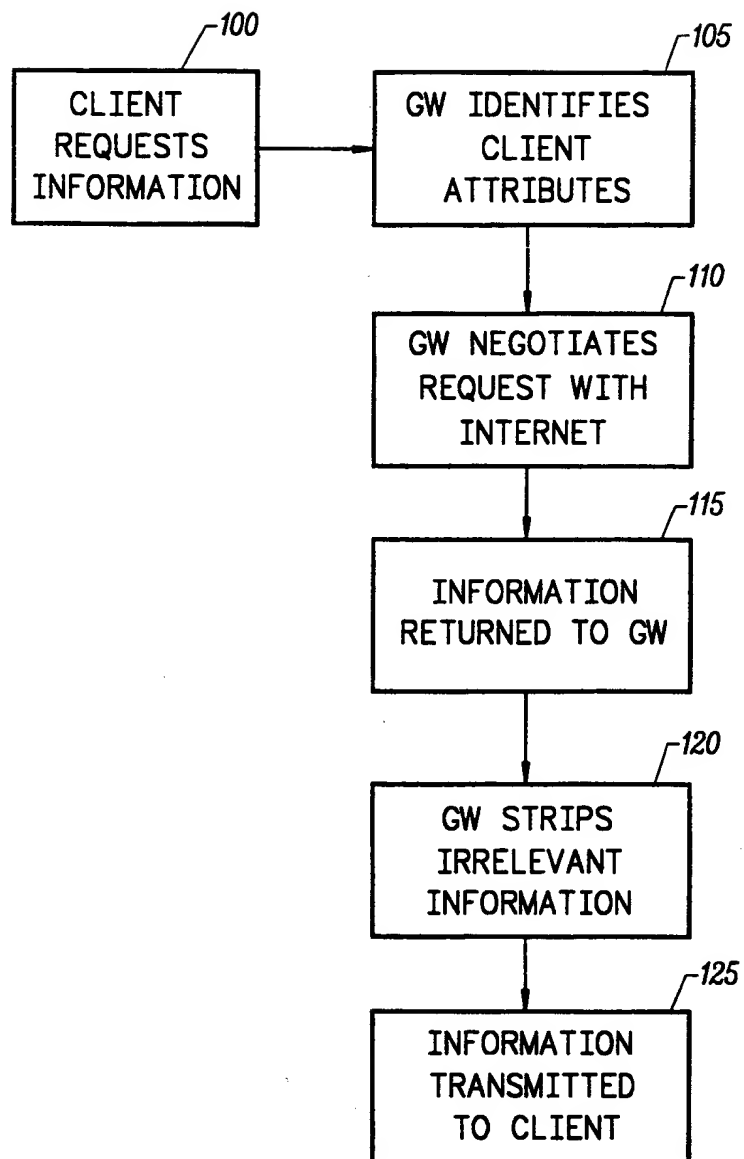 100
CLIENT
REQUESTS
INFORMATION
105
GW IDENTIFIES
CLIENT
ATTRIBUTES
110
GW NEGOTIATES
REQUEST WITH
INTERNET
115
INFORMATION
RETURNED TO GW
120
GW STRIPS
IRRELEVANT
INFORMATION
125
INFORMATION
TRANSMITTED
TO CLIENT